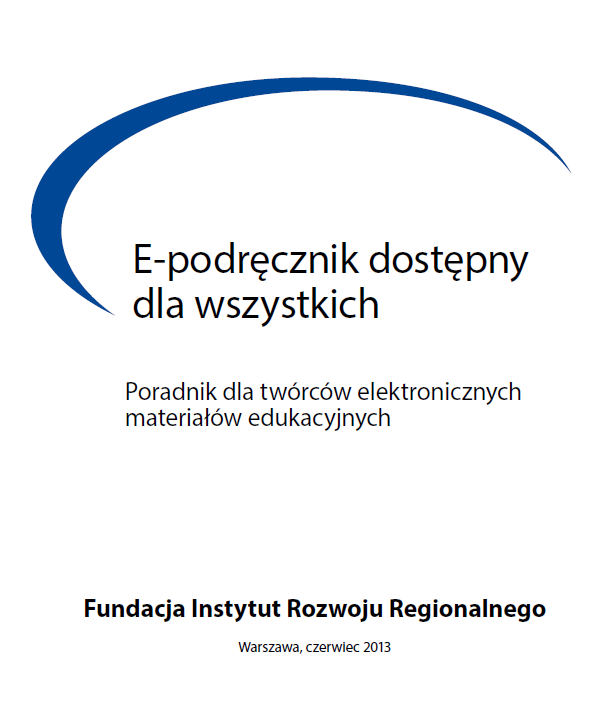 E-podręcznik dostępny
dla wszystkich
Poradnik dla twórców elektronicznych
materiałów edukacyjnych
Fundacja Instytut Rozwoju Regionalnego
Warszawa, czerwiec 2013